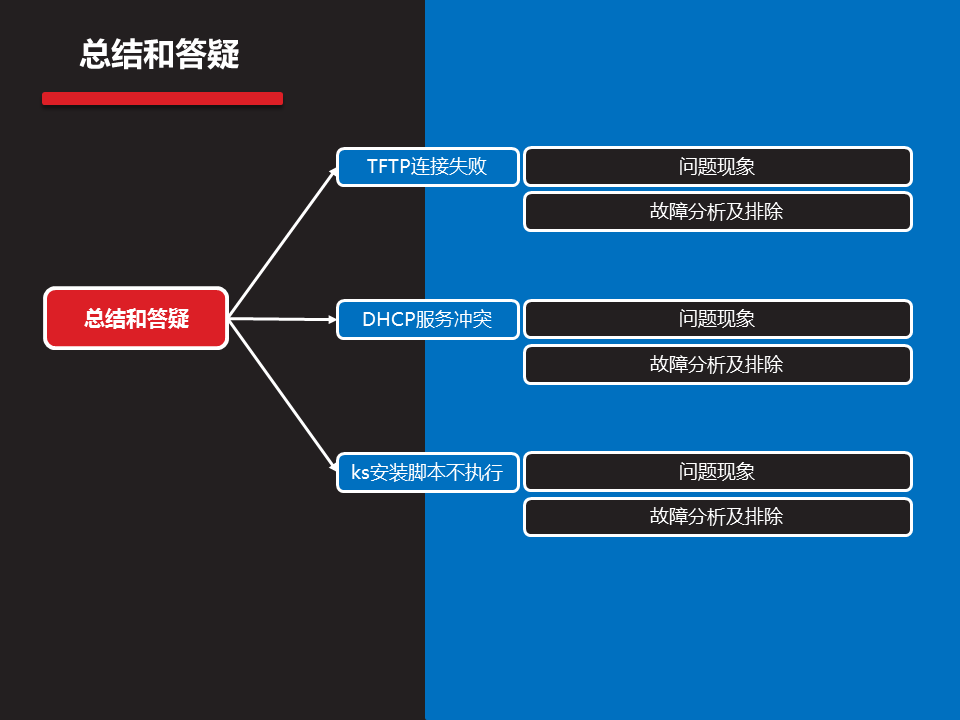 总结和答疑
TFTP连接失败
问题现象
故障分析及排除
总结和答疑
DHCP服务冲突
问题现象
故障分析及排除
ks安装脚本不执行
问题现象
故障分析及排除